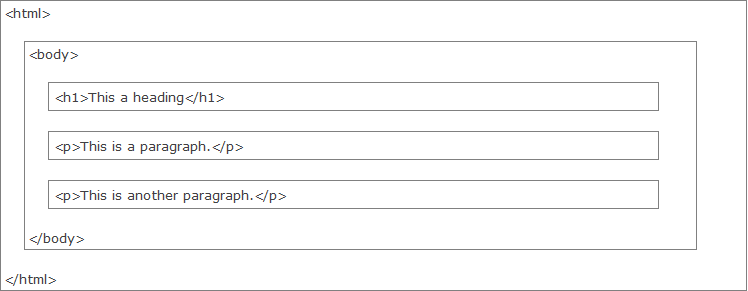 <html>
<body>
<h1>This a heading</h1>
<p>This is a paragraph.</p>
<p>This is another paragraph.</p>
</body>
</html>